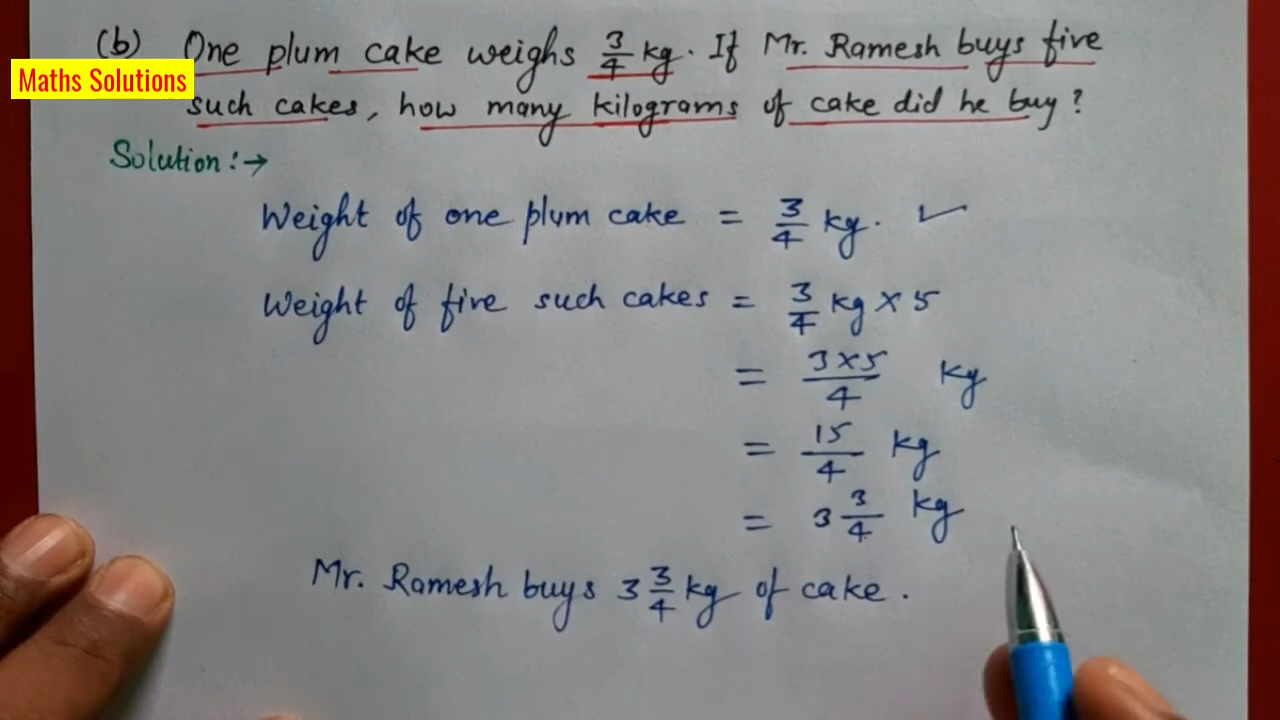 (b) One plum cake weighs 3/4 kg. If Mr. Ramesh buys five
Maths Solutions
such cakes, how many kilograms of cake did he buy?
Solution :→
Weight of one plum cake = 3/4 kg. ✓
Weight of five such cakes = 3/4 kg × 5
= 3×5/4 kg
= 15/4 kg
= 3 3/4 kg
Mr. Ramesh buys 3 3/4 kg of cake.